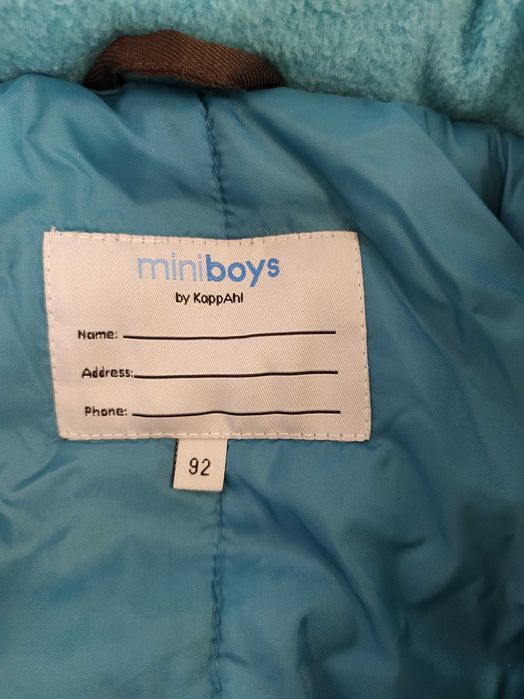 miniboys
by KappAhl
Name:
Address:
Phone:
92